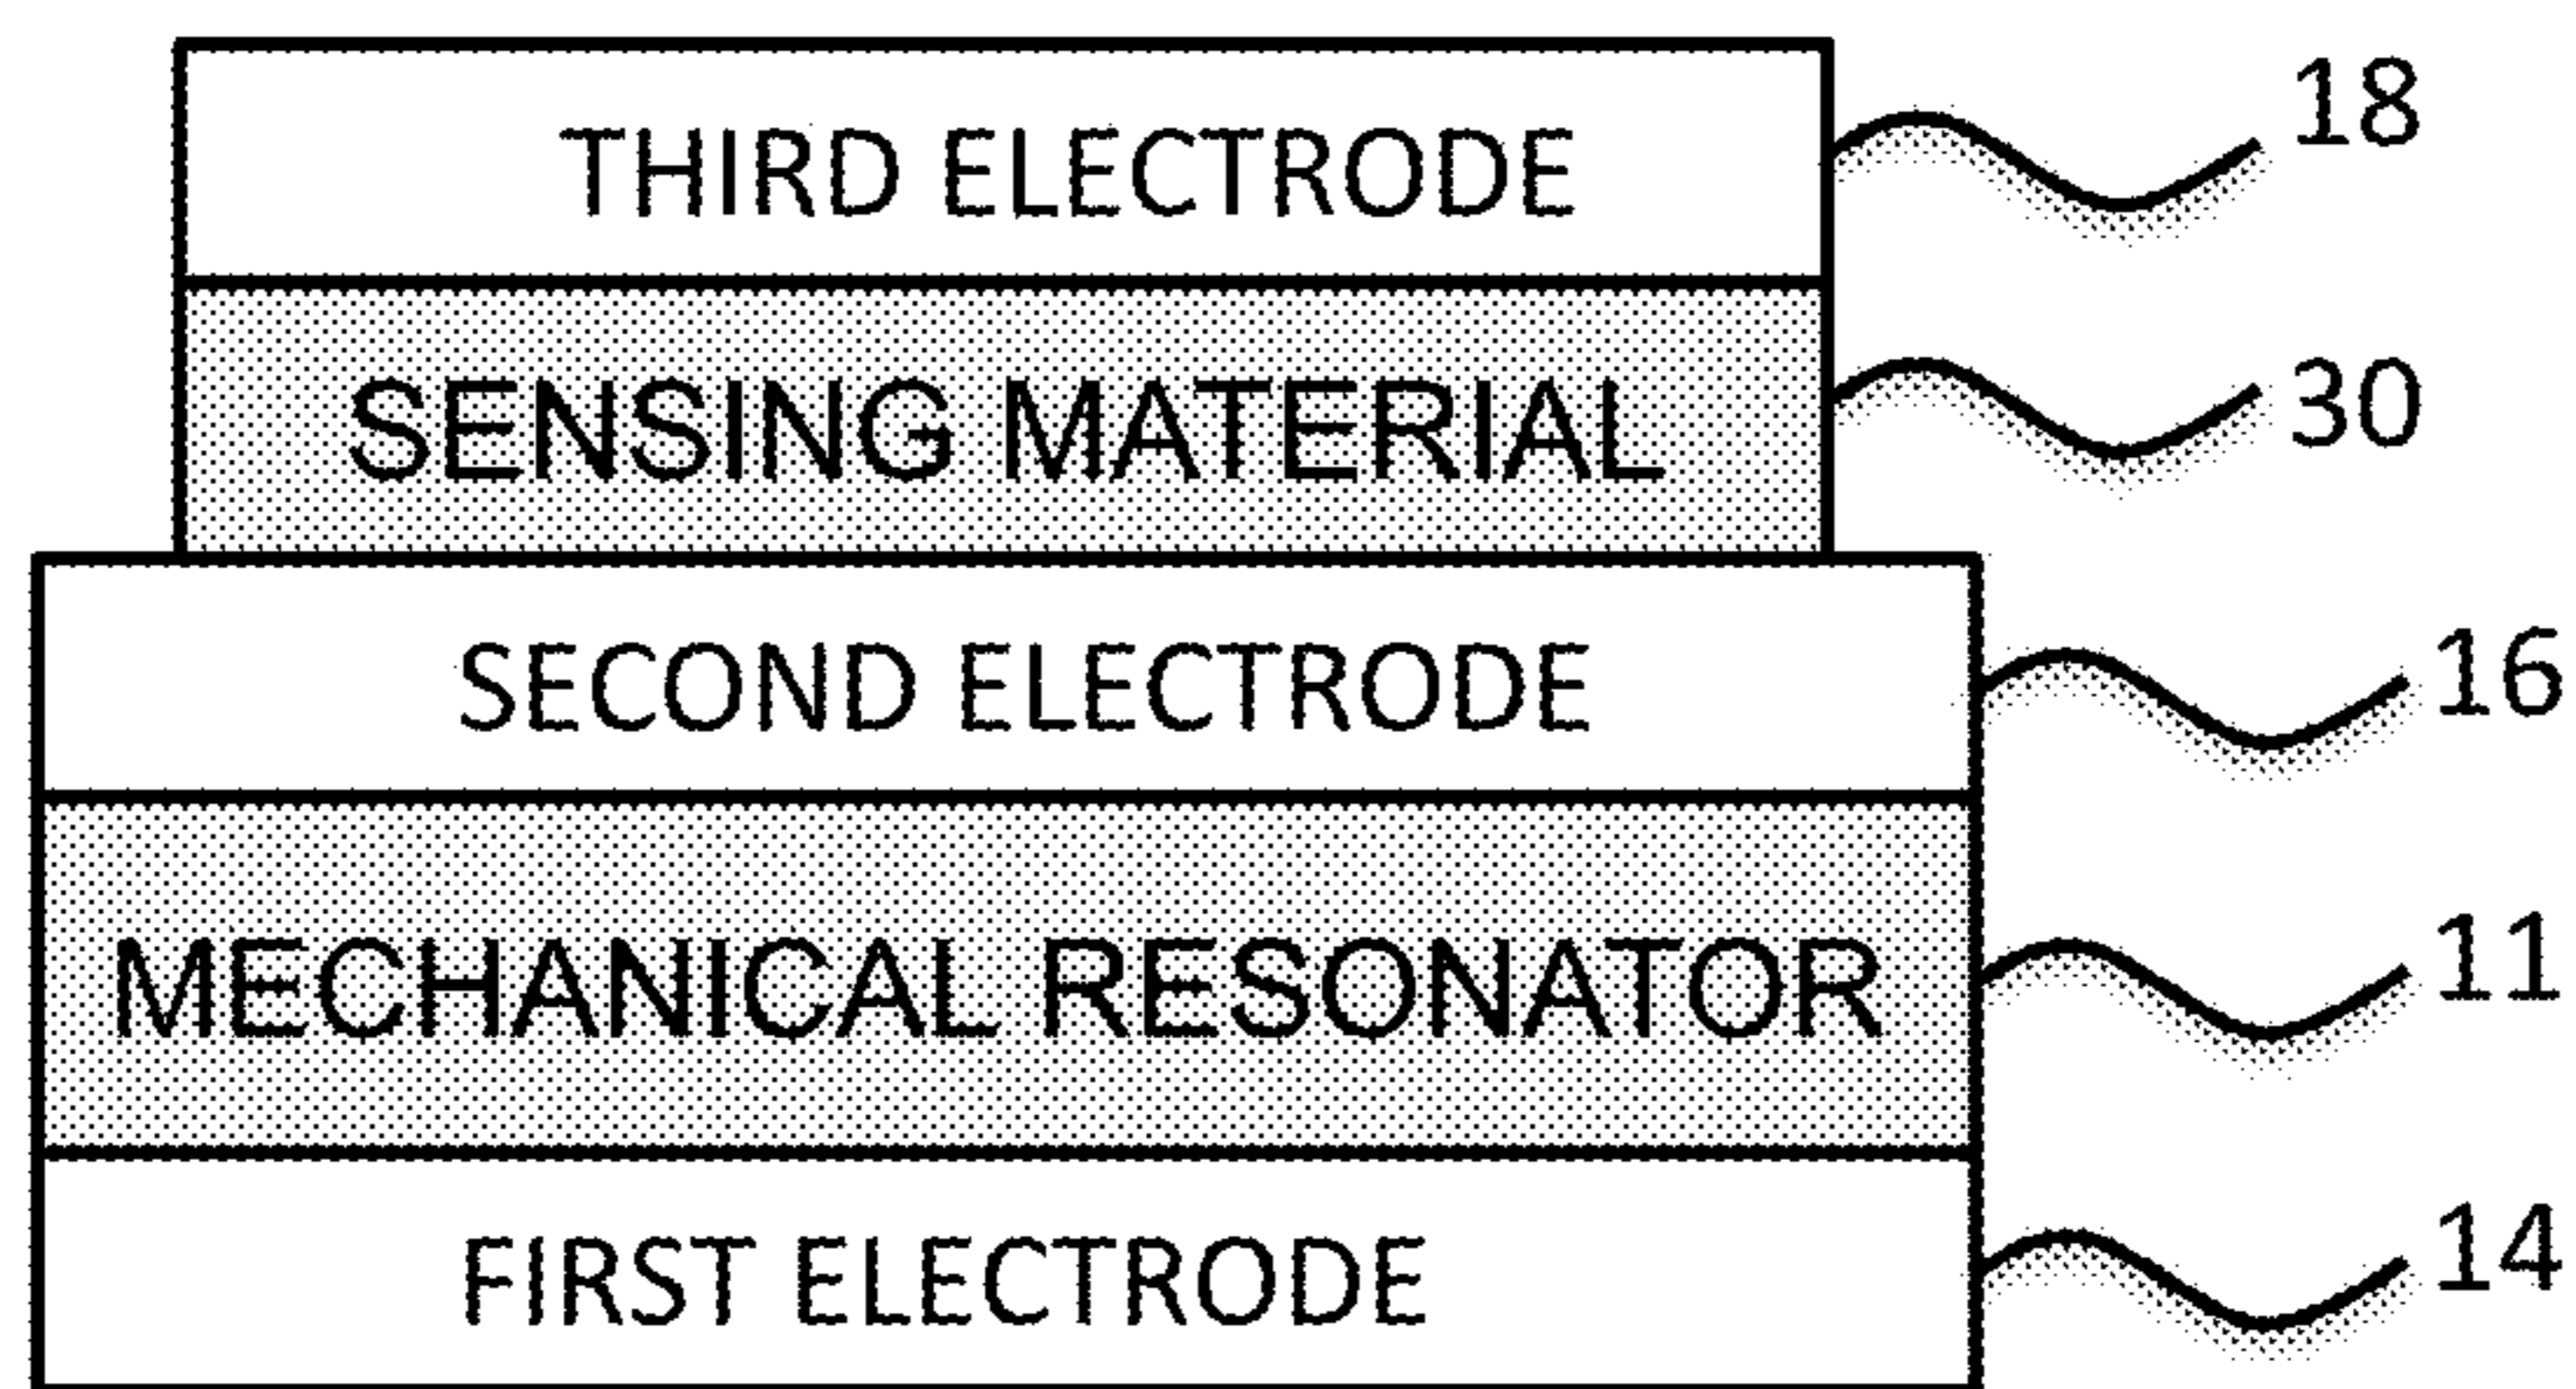 THIRD ELECTRODE 18
SENSING MATERIAL 30
SECOND ELECTRODE 16
MECHANICAL RESONATOR 11
FIRST ELECTRODE 14